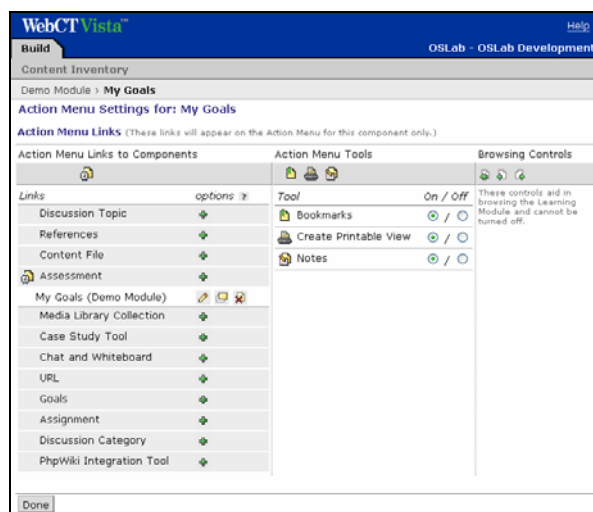 WebCT Vista™
Help
Build
OSLab - OSLab Development
Content Inventory
Demo Module › My Goals
Action Menu Settings for: My Goals
Action Menu Links (These links will appear on the Action Menu for this component only.)
Action Menu Links to Components
Links options ?
Discussion Topic
References
Content File
Assessment
My Goals (Demo Module)
Media Library Collection
Case Study Tool
Chat and Whiteboard
URL
Goals
Assignment
Discussion Category
PhpWiki Integration Tool
Action Menu Tools
Tool On / Off
Bookmarks /
Create Printable View /
Notes /
Browsing Controls
These controls aid in
browsing the Learning
Module and cannot be
turned off.
Done